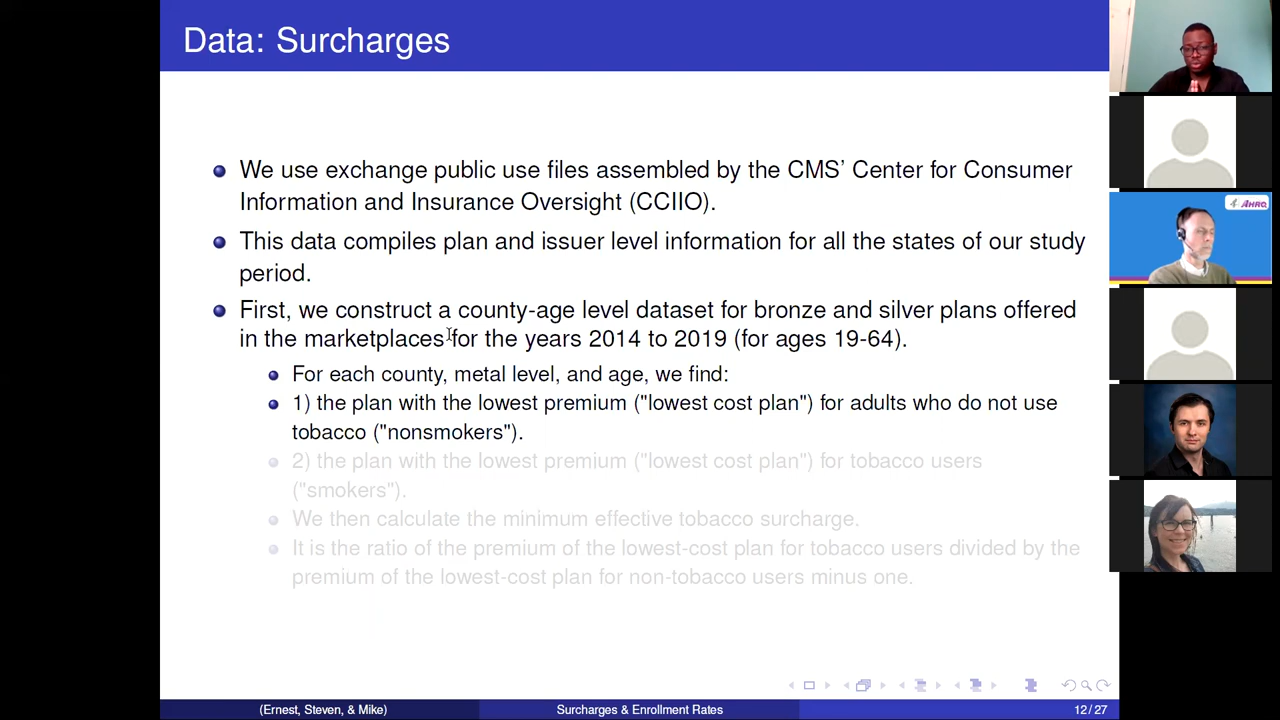 Data: Surcharges
We use exchange public use files assembled by the CMS' Center for Consumer
Information and Insurance Oversight (CCIIO).
This data compiles plan and issuer level information for all the states of our study
period.
First, we construct a county-age level dataset for bronze and silver plans offered
in the marketplaces for the years 2014 to 2019 (for ages 19-64).
For each county, metal level, and age, we find:
1) the plan with the lowest premium ("lowest cost plan") for adults who do not use
tobacco ("nonsmokers").
2) the plan with the lowest premium ("lowest cost plan") for tobacco users
("smokers").
We then calculate the minimum effective tobacco surcharge.
It is the ratio of the premium of the lowest-cost plan for tobacco users divided by the
premium of the lowest-cost plan for non-tobacco users minus one.
(Ernest, Steven, & Mike)
Surcharges & Enrollment Rates
12 / 27
AHRQ